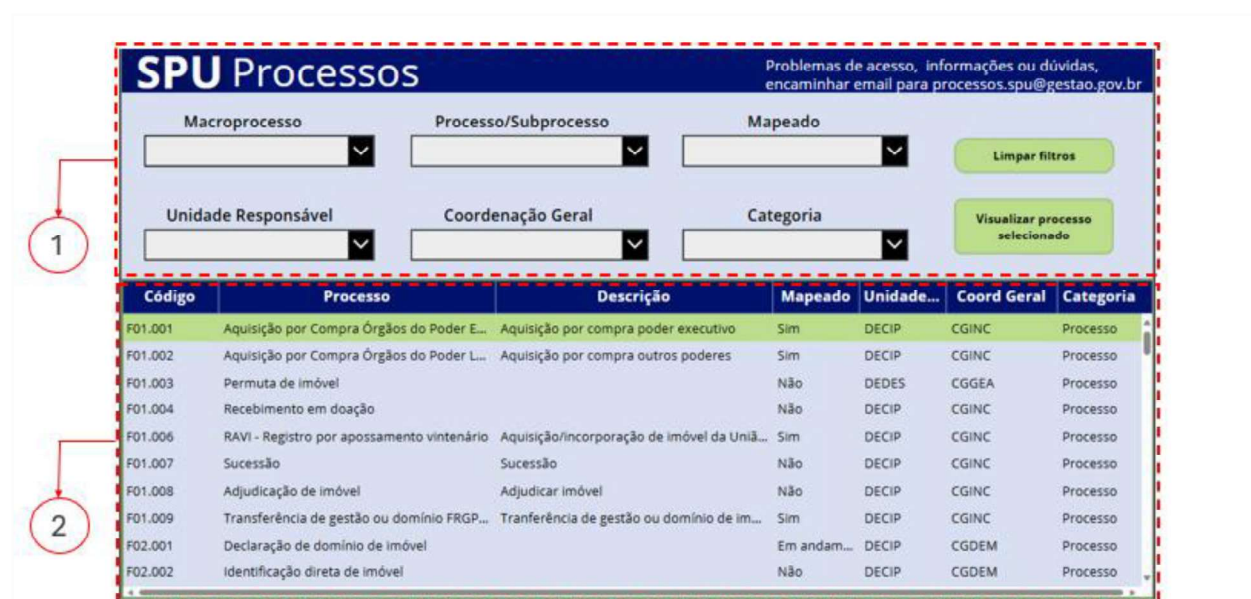 SPU Processos
Problemas de acesso, informações ou dúvidas,
encaminhar email para processos.spu@gestao.gov.br
Macroprocesso Processo/Subprocesso Mapeado
Limpar filtros
1
Unidade Responsável Coordenação Geral Categoria
Visualizar processo
selecionado
Código Processo Descrição Mapeado Unidade... Coord Geral Categoria
F01.001 Aquisição por Compra Órgãos do Poder E... Aquisição por compra poder executivo Sim DECIP CGINC Processo
F01.002 Aquisição por Compra Órgãos do Poder L... Aquisição por compra outros poderes Sim DECIP CGINC Processo
F01.003 Permuta de imóvel Não DEDES CGGEA Processo
F01.004 Recebimento em doação Não DECIP CGINC Processo
F01.006 RAVI - Registro por apossamento vintenário Aquisição/incorporação de imóvel da Uniã... Sim DECIP CGINC Processo
F01.007 Sucessão Sucessão Não DECIP CGINC Processo
F01.008 Adjudicação de imóvel Adjudicar imóvel Não DECIP CGINC Processo
2
F01.009 Transferência de gestão ou domínio FRGP... Tranferência de gestão ou domínio de im... Sim DECIP CGINC Processo
F02.001 Declaração de domínio de imóvel Em andam... DECIP CGDEM Processo
F02.002 Identificação direta de imóvel Não DECIP CGDEM Processo